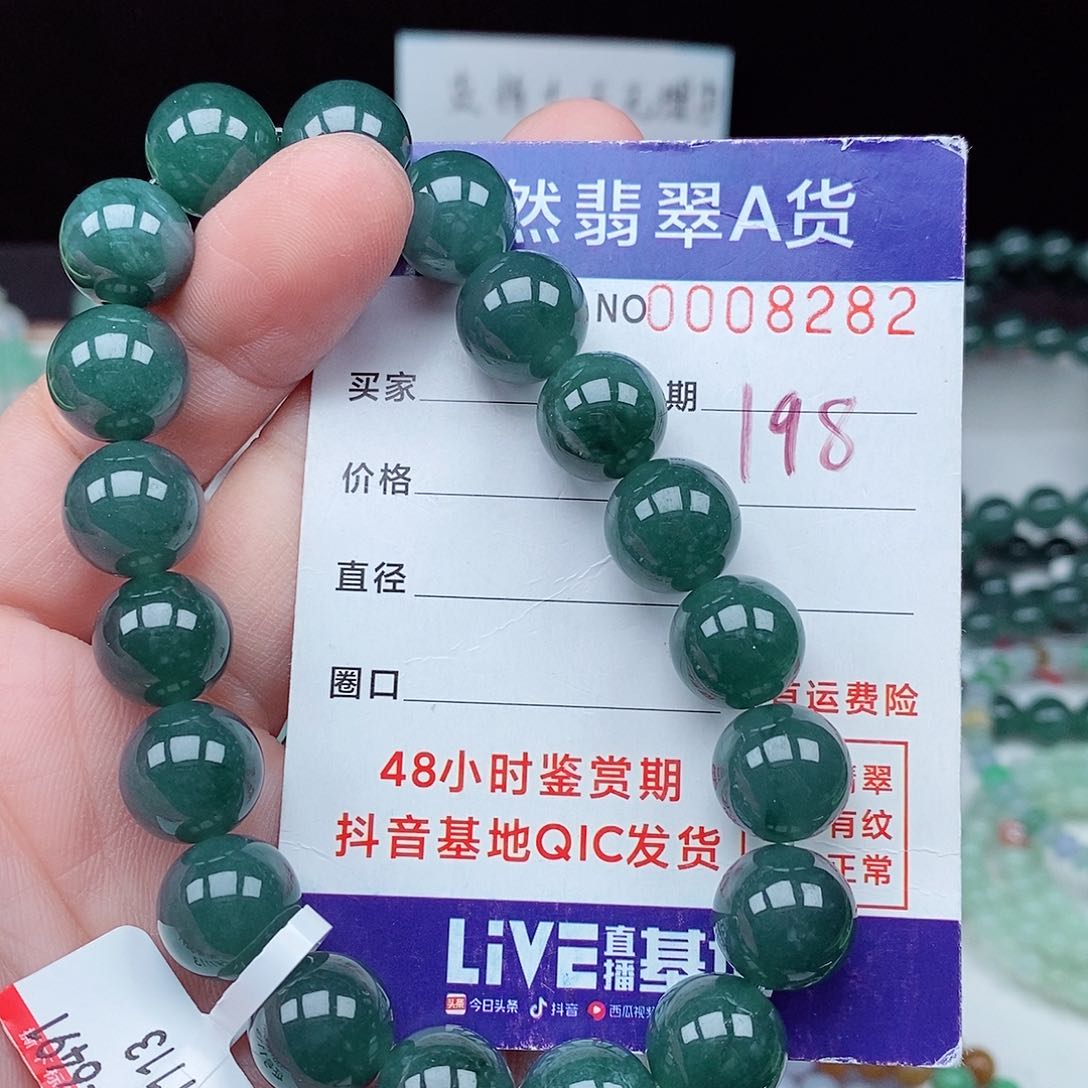 然翡翠A货
NO0008282
买家
期 198
价格
直径
圈口
运费险
48小时鉴赏期
抖音基地QIC发货
翠
有纹
正常
LiVE直播基
今日头条 抖音 西瓜视频
1113